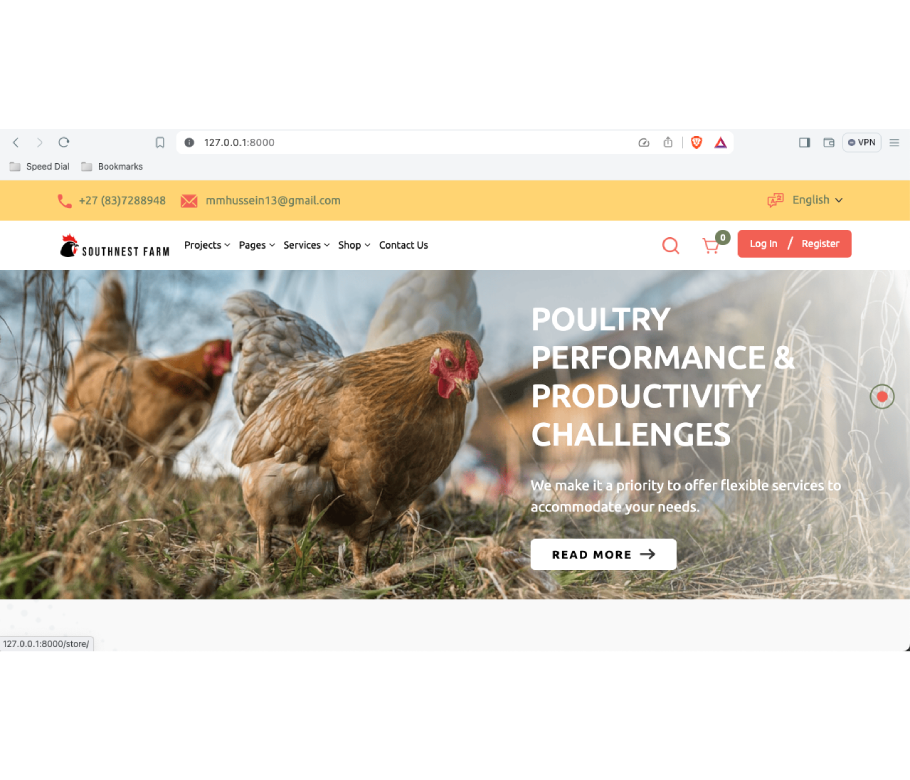 127.0.0.1:8000
VPN
Speed Dial Bookmarks
+27 (83)7288948 mmhussein13@gmail.com English
SOUTHNEST FARM Projects Pages Services Shop Contact Us 0 Log In / Register
POULTRY
PERFORMANCE &
PRODUCTIVITY
CHALLENGES
We make it a priority to offer flexible services to
accommodate your needs.
READ MORE
127.0.0.1:8000/store/